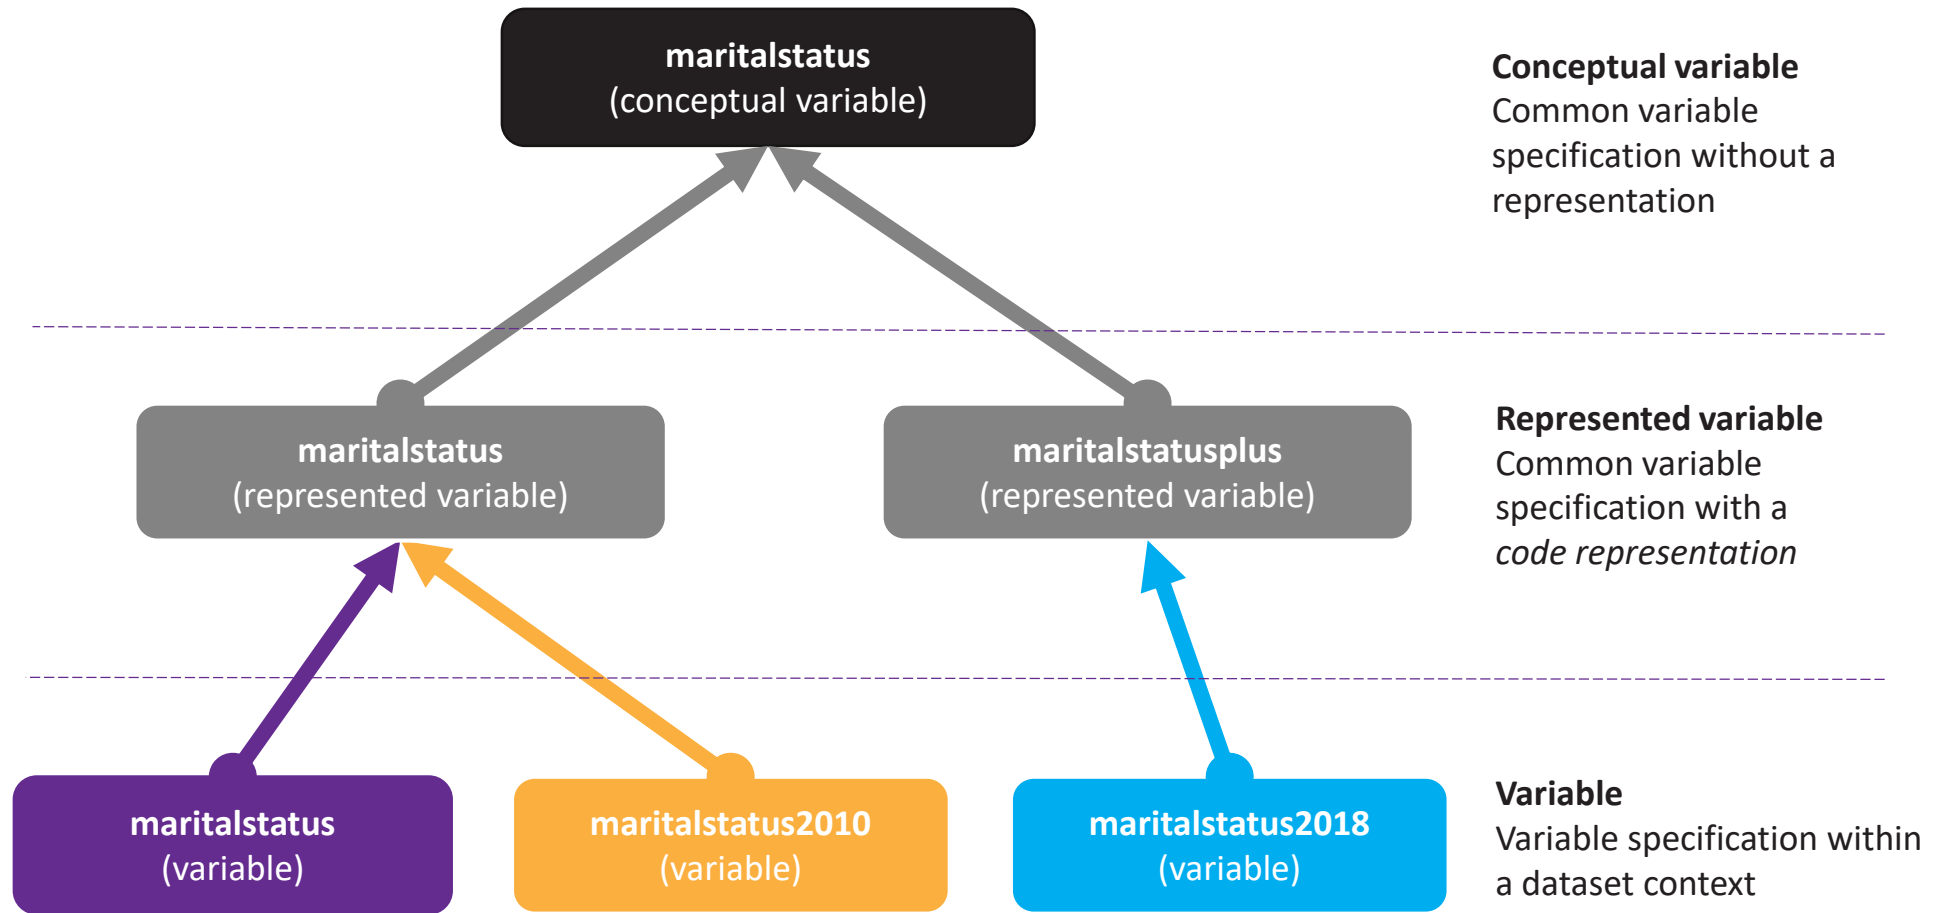 maritalstatus
(conceptual variable)
Conceptual variable
Common variable
specification without a
representation
maritalstatus
(represented variable)
maritalstatusplus
(represented variable)
Represented variable
Common variable
specification with a
code representation
maritalstatus
(variable)
maritalstatus2010
(variable)
maritalstatus2018
(variable)
Variable
Variable specification within
a dataset context